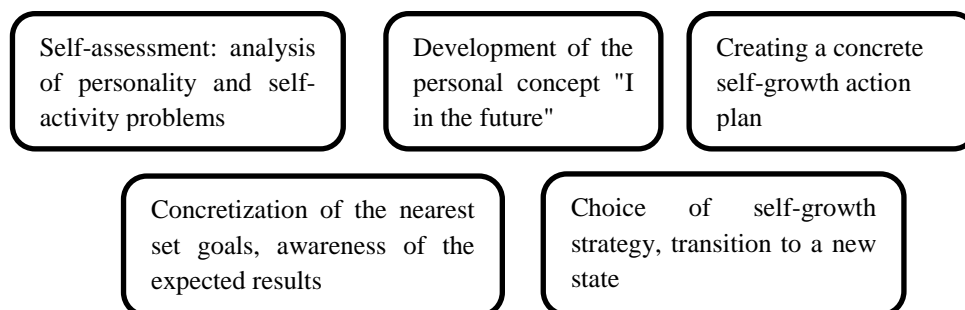 Self-assessment: analysis
of personality and self-
activity problems
Development of the
personal concept "I
in the future"
Creating a concrete
self-growth action
plan
Concretization of the nearest
set goals, awareness of the
expected results
Choice of self-growth
strategy, transition to a new
state